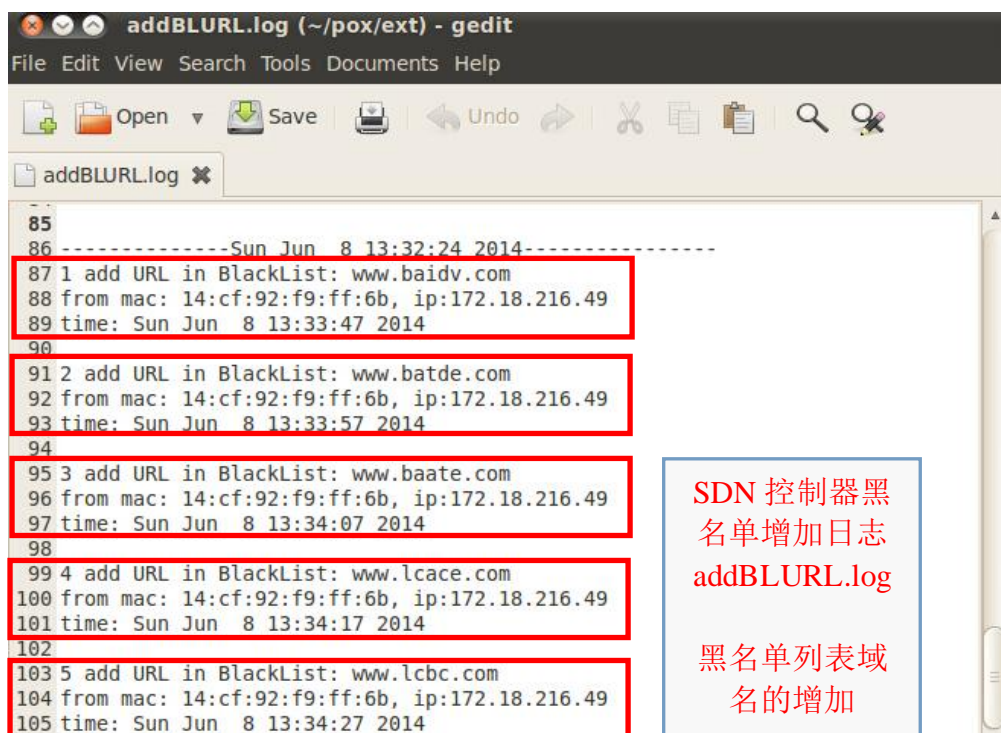 addBLURL.log (~/pox/ext) - gedit
File Edit View Search Tools Documents Help
Open Save Undo
addBLURL.log
85
86 --------------Sun Jun  8 13:32:24 2014----------------
87 1 add URL in BlackList: www.baidv.com
88 from mac: 14:cf:92:f9:ff:6b, ip:172.18.216.49
89 time: Sun Jun  8 13:33:47 2014
90
91 2 add URL in BlackList: www.batde.com
92 from mac: 14:cf:92:f9:ff:6b, ip:172.18.216.49
93 time: Sun Jun  8 13:33:57 2014
94
95 3 add URL in BlackList: www.baate.com
96 from mac: 14:cf:92:f9:ff:6b, ip:172.18.216.49
97 time: Sun Jun  8 13:34:07 2014
98
99 4 add URL in BlackList: www.lcace.com
100 from mac: 14:cf:92:f9:ff:6b, ip:172.18.216.49
101 time: Sun Jun  8 13:34:17 2014
102
103 5 add URL in BlackList: www.lcbc.com
104 from mac: 14:cf:92:f9:ff:6b, ip:172.18.216.49
105 time: Sun Jun  8 13:34:27 2014
SDN 控制器黑
名单增加日志
addBLURL.log
黑名单列表域
名的增加